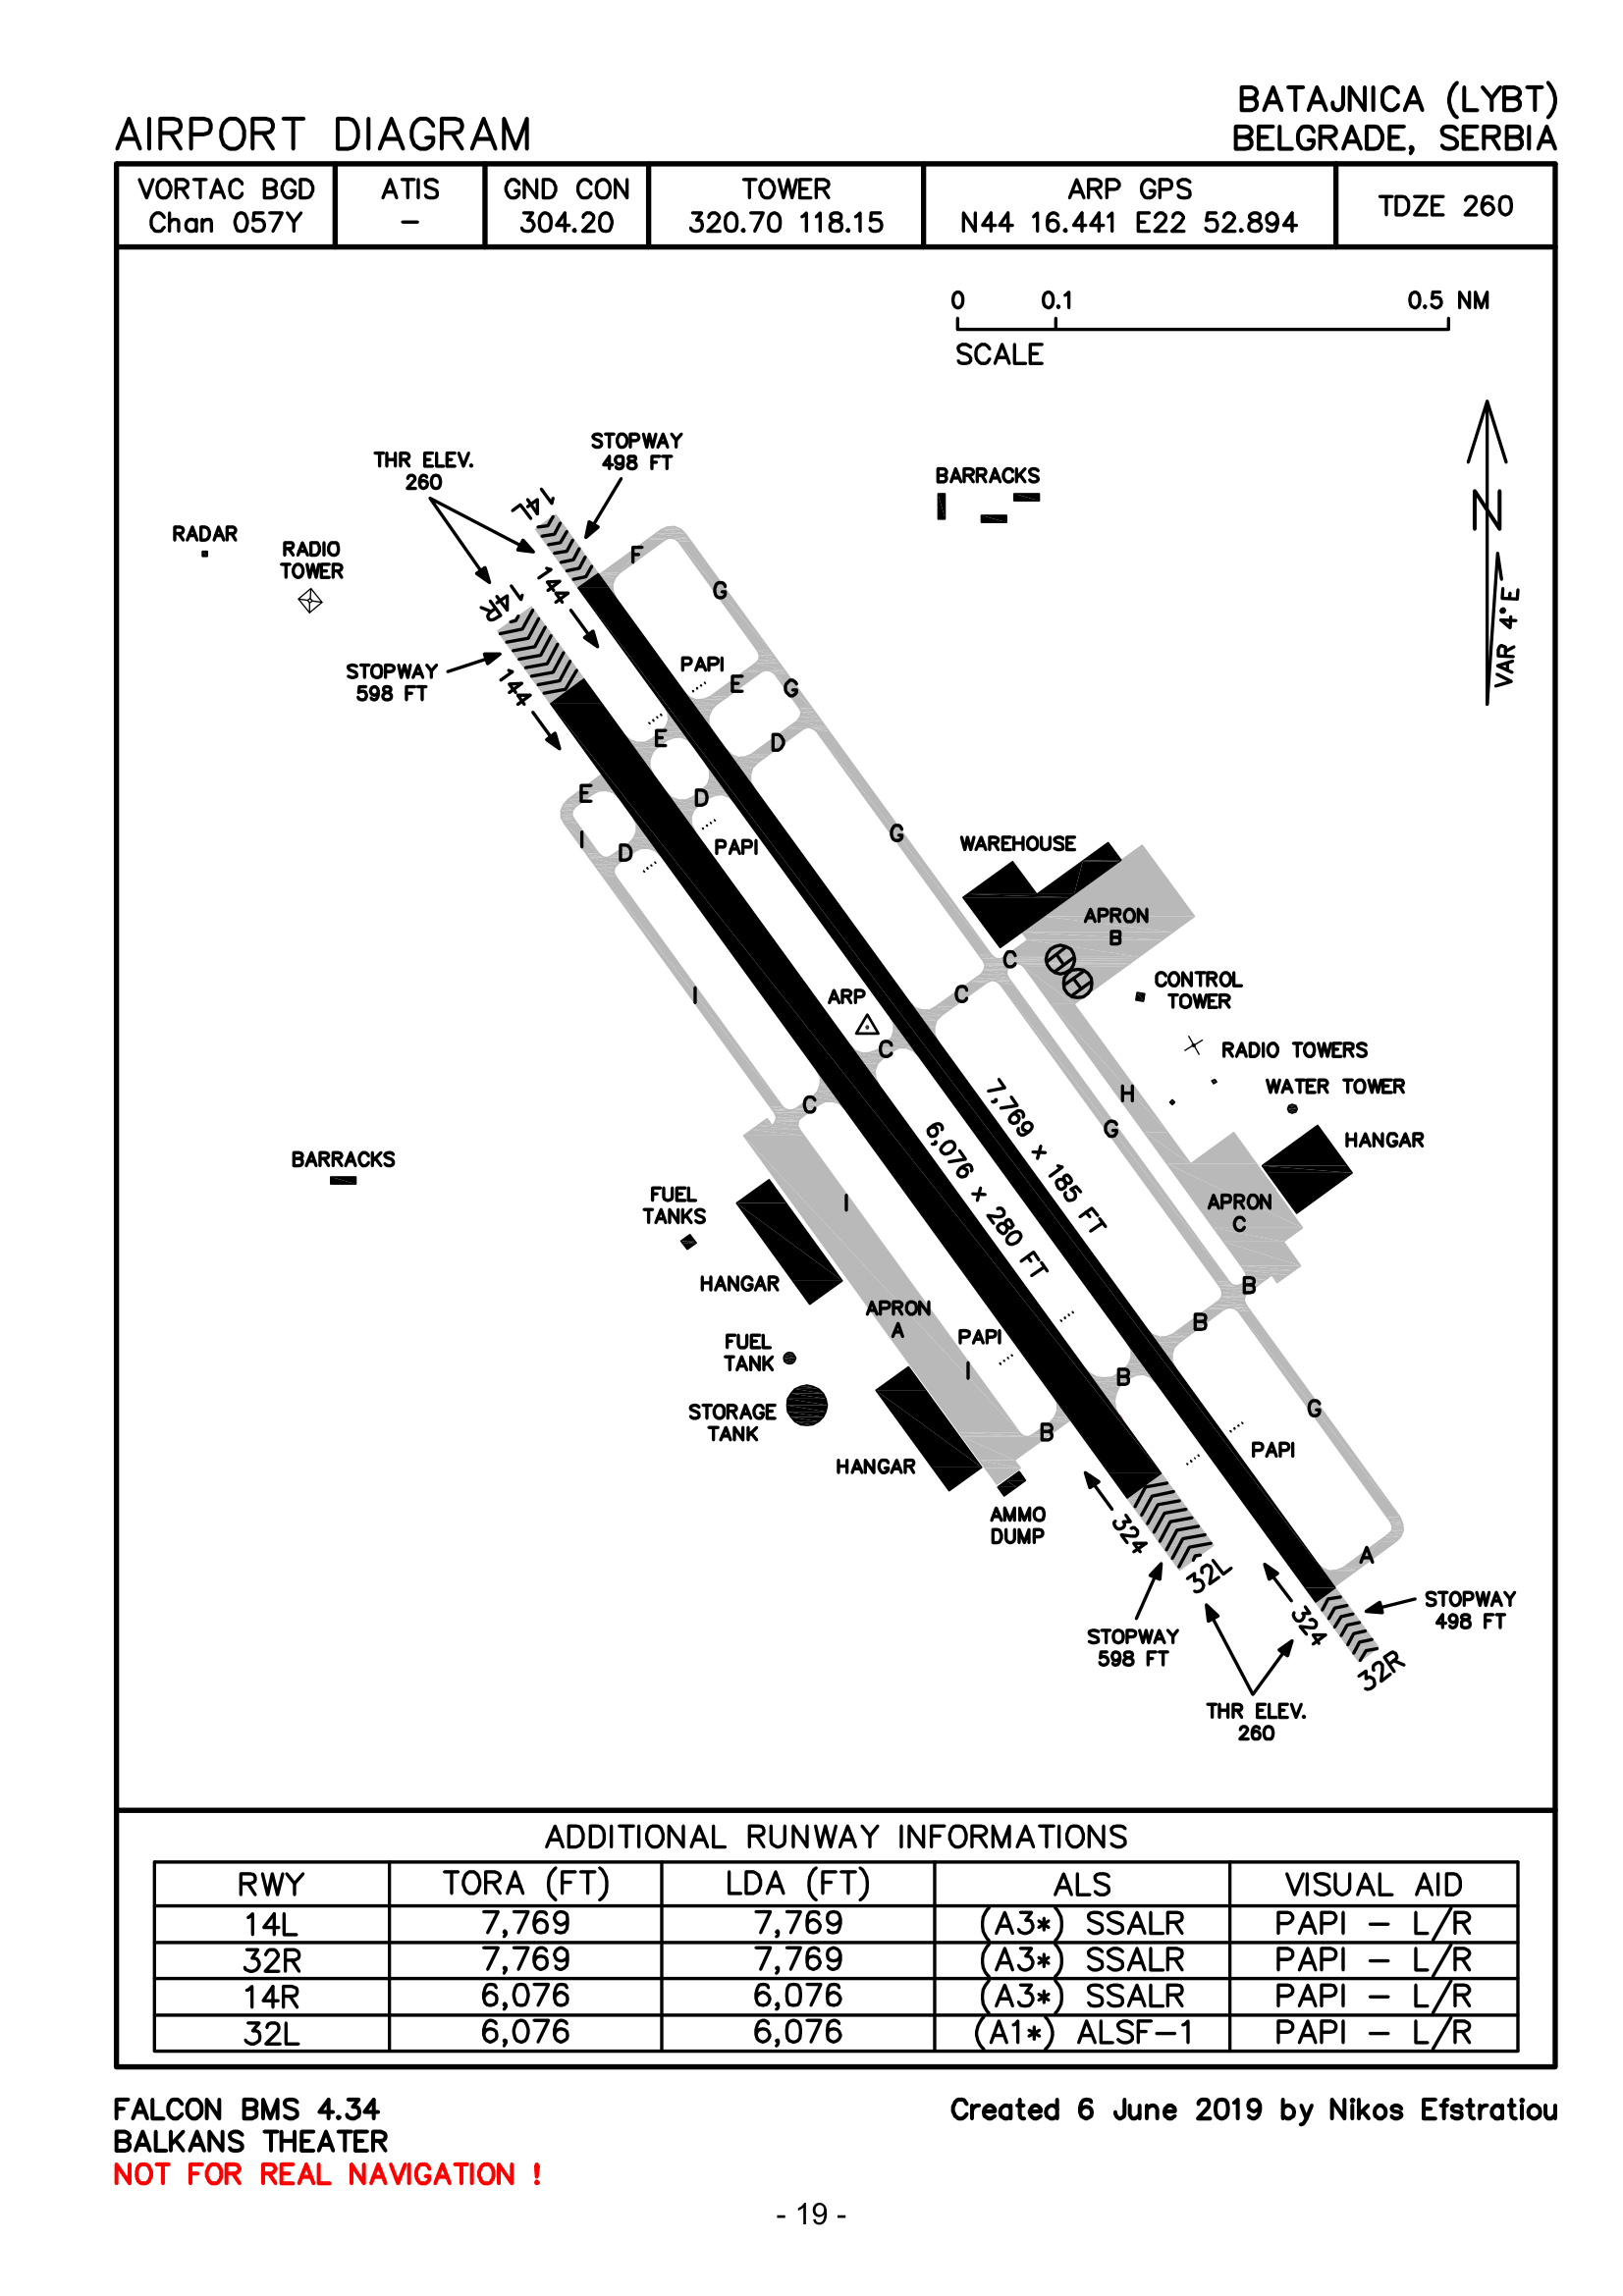 AIRPORT DIAGRAM
BATAJNICA (LYBT)
BELGRADE, SERBIA
VORTAC BGD
Chan 057Y
ATIS
-
GND CON
304.20
TOWER
320.70 118.15
ARP GPS
N44 16.441 E22 52.894
TDZE 260
0
0.1
0.5 NM
SCALE
N
VAR 4°E
STOPWAY
498 FT
THR ELEV.
260
BARRACKS
RADAR
RADIO
TOWER
14L
144
14R
144
STOPWAY
598 FT
F
G
PAPI
E
G
E
D
E
D
PAPI
I
D
G
WAREHOUSE
APRON
B
C
C
CONTROL
TOWER
ARP
I
C
RADIO TOWERS
WATER TOWER
H
HANGAR
C
G
7,769 x 185 FT
6,076 x 280 FT
BARRACKS
FUEL
TANKS
I
APRON
C
HANGAR
B
APRON
A
B
PAPI
FUEL
TANK
I
B
G
STORAGE
TANK
B
PAPI
HANGAR
AMMO
DUMP
324
32L
A
324
STOPWAY
498 FT
STOPWAY
598 FT
32R
THR ELEV.
260
ADDITIONAL RUNWAY INFORMATIONS
RWY TORA (FT) LDA (FT) ALS VISUAL AID
14L 7,769 7,769 (A3*) SSALR PAPI - L/R
32R 7,769 7,769 (A3*) SSALR PAPI - L/R
14R 6,076 6,076 (A3*) SSALR PAPI - L/R
32L 6,076 6,076 (A1*) ALSF-1 PAPI - L/R
FALCON BMS 4.34
BALKANS THEATER
NOT FOR REAL NAVIGATION !
Created 6 June 2019 by Nikos Efstratiou
- 19 -